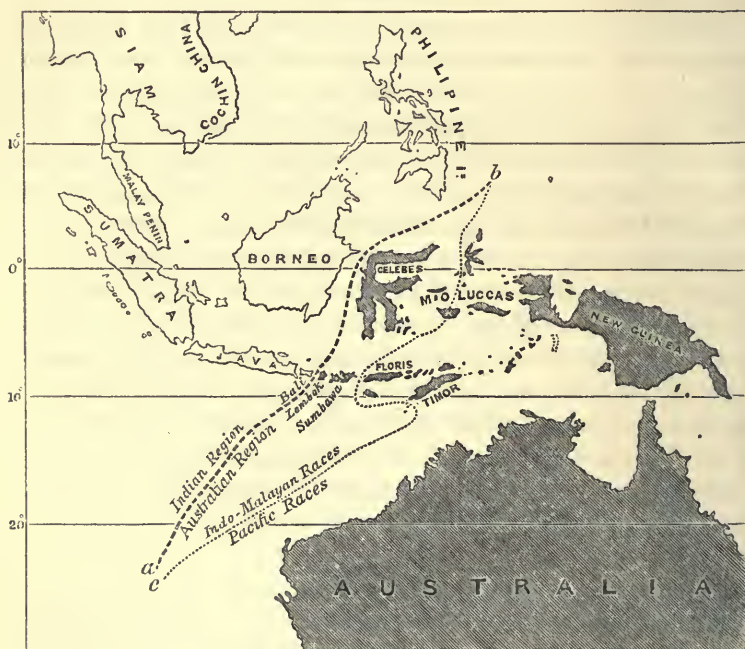 SIAM
COCHIN CHINA
PHILIPINE Iˢ
10°
MALAY PENIN
b
SUMATRA
BORNEO
CELEBES
0°
0°
MOLUCCAS
NEW GUINEA
JAVA
FLORIS
Bali
Lombok
Sumbawa
TIMOR
10°
Indian Region
Australian Region
Indo-Malayan Races
Pacific Races
20°
a
c
AUSTRALIA